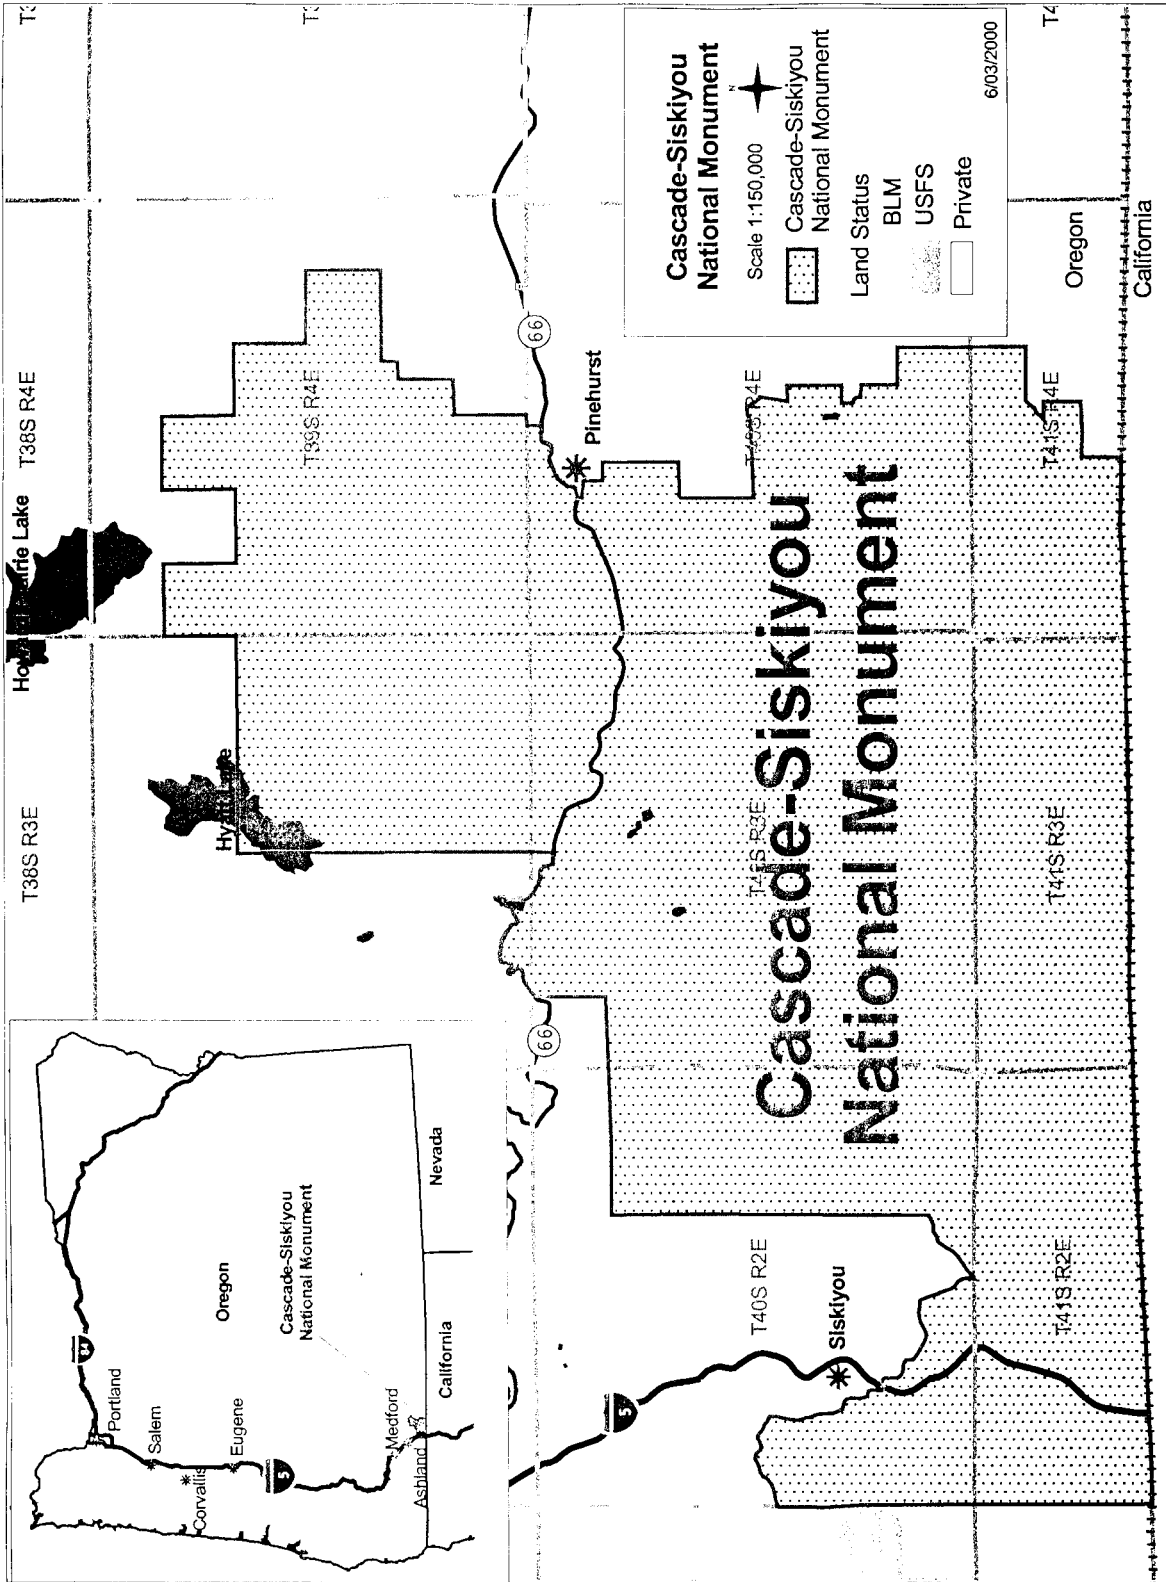 Cascade-Siskiyou
National Monument
Scale 1:150,000
N
Cascade-Siskiyou
National Monument
Land Status
BLM
USFS
Private
6/03/2000
T38S R3E
T38S R4E
Hyatt Lake
T39S R4E
66
66
Pinehurst
Cascade-Siskiyou
National Monument
T40S R2E
T41S R2E
T41S R3E
T41S R4E
Siskiyou
5
Oregon
California
Portland
Salem
Corvallis
Eugene
5
Medford
Ashland
84
Oregon
Cascade-Siskiyou
National Monument
California
Nevada